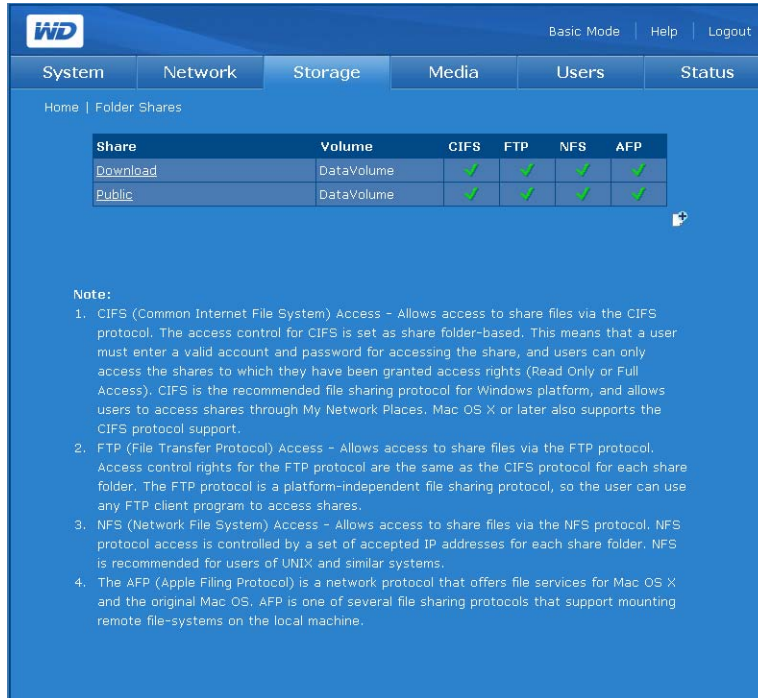 WD
Basic Mode | Help | Logout
System Network Storage Media Users Status
Home | Folder Shares
Share Volume CIFS FTP NFS AFP
Download DataVolume
Public DataVolume
Note:
1. CIFS (Common Internet File System) Access - Allows access to share files via the CIFS
protocol. The access control for CIFS is set as share folder-based. This means that a user
must enter a valid account and password for accessing the share, and users can only
access the shares to which they have been granted access rights (Read Only or Full
Access). CIFS is the recommended file sharing protocol for Windows platform, and allows
users to access shares through My Network Places. Mac OS X or later also supports the
CIFS protocol support.
2. FTP (File Transfer Protocol) Access - Allows access to share files via the FTP protocol.
Access control rights for the FTP protocol are the same as the CIFS protocol for each share
folder. The FTP protocol is a platform-independent file sharing protocol, so the user can use
any FTP client program to access shares.
3. NFS (Network File System) Access - Allows access to share files via the NFS protocol. NFS
protocol access is controlled by a set of accepted IP addresses for each share folder. NFS
is recommended for users of UNIX and similar systems.
4. The AFP (Apple Filing Protocol) is a network protocol that offers file services for Mac OS X
and the original Mac OS. AFP is one of several file sharing protocols that support mounting
remote file-systems on the local machine.